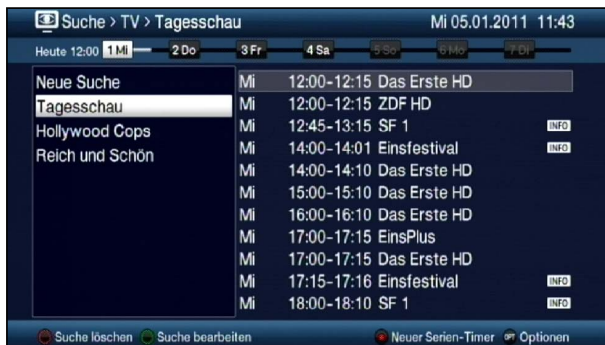 Suche > TV > Tagesschau Mi 05.01.2011 11:43
Heute 12:00 1 Mi 2 Do 3 Fr 4 Sa 5 So 6 Mo 7 Di
Neue Suche
Tagesschau
Hollywood Cops
Reich und Schön
Mi 12:00-12:15 Das Erste HD
Mi 12:00-12:15 ZDF HD
Mi 12:45-13:15 SF 1 INFO
Mi 14:00-14:01 Einsfestival INFO
Mi 14:00-14:10 Das Erste HD
Mi 15:00-15:10 Das Erste HD
Mi 16:00-16:10 Das Erste HD
Mi 17:00-17:15 EinsPlus
Mi 17:00-17:15 Das Erste HD
Mi 17:15-17:16 Einsfestival INFO
Mi 18:00-18:10 SF 1 INFO
Suche löschen Suche bearbeiten Neuer Serien-Timer OPT Optionen